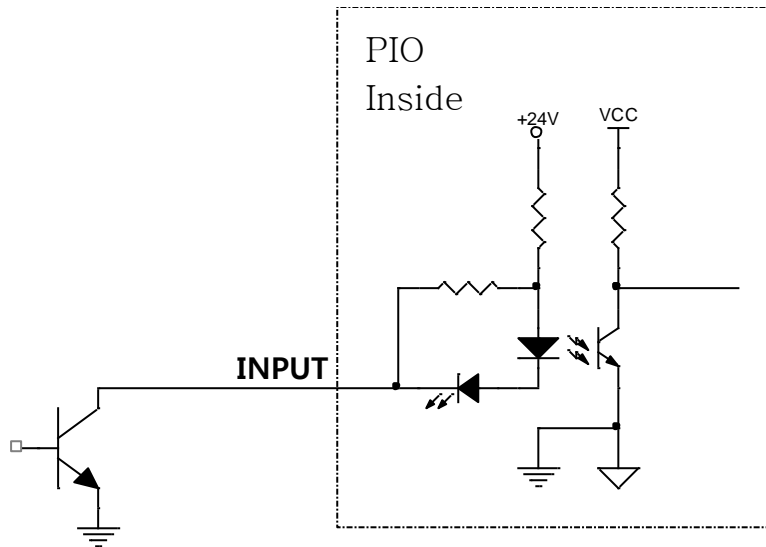 PIO
Inside
+24V
VCC
INPUT